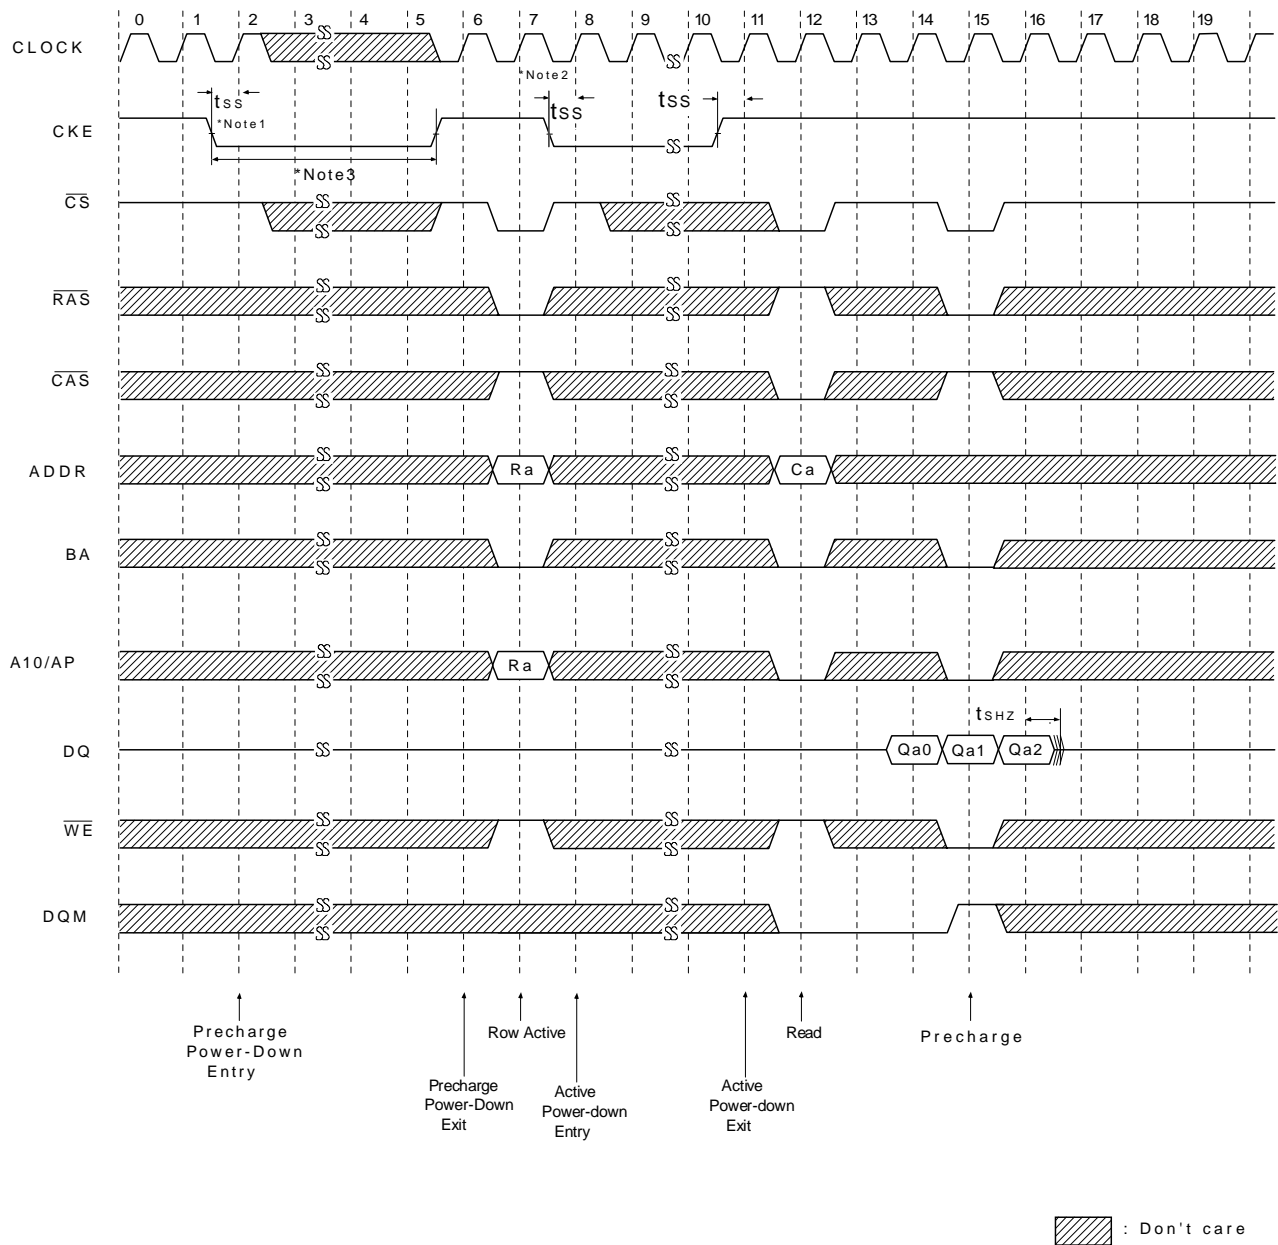 0 1 2 3 4 5 6 7 8 9 10 11 12 13 14 15 16 17 18 19
CLOCK
*Note2
tSS
tSS
tSS
*Note1
CKE
*Note3
CS
RAS
CAS
ADDR
Ra
Ca
BA
A10/AP
Ra
tSHZ
DQ
Qa0 Qa1 Qa2
WE
DQM
Precharge
Power-Down
Entry
Precharge
Power-Down
Exit
Row Active
Active
Power-down
Entry
Active
Power-down
Exit
Read
Precharge
: Don't care